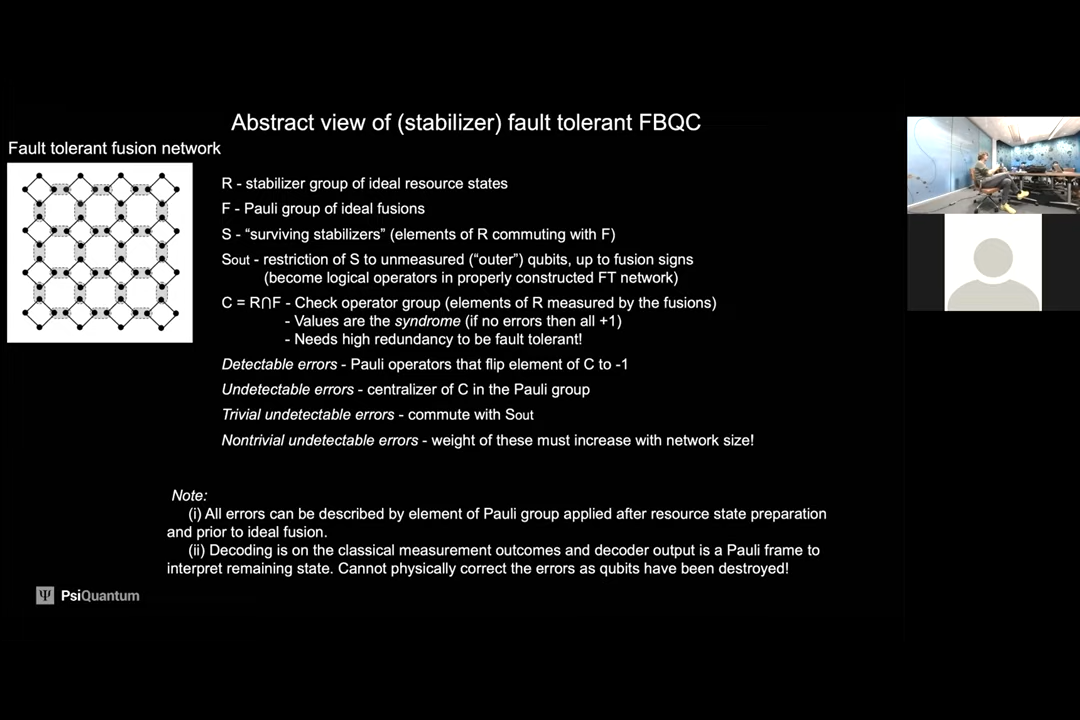 Abstract view of (stabilizer) fault tolerant FBQC
Fault tolerant fusion network
R - stabilizer group of ideal resource states
F - Pauli group of ideal fusions
S - “surviving stabilizers” (elements of R commuting with F)
Sout - restriction of S to unmeasured (“outer”) qubits, up to fusion signs
(become logical operators in properly constructed FT network)
C = R⋂F - Check operator group (elements of R measured by the fusions)
- Values are the syndrome (if no errors then all +1)
- Needs high redundancy to be fault tolerant!
Detectable errors - Pauli operators that flip element of C to -1
Undetectable errors - centralizer of C in the Pauli group
Trivial undetectable errors - commute with Sout
Nontrivial undetectable errors - weight of these must increase with network size!
Note:
(i) All errors can be described by element of Pauli group applied after resource state preparation
and prior to ideal fusion.
(ii) Decoding is on the classical measurement outcomes and decoder output is a Pauli frame to
interpret remaining state. Cannot physically correct the errors as qubits have been destroyed!
Ψ PsiQuantum